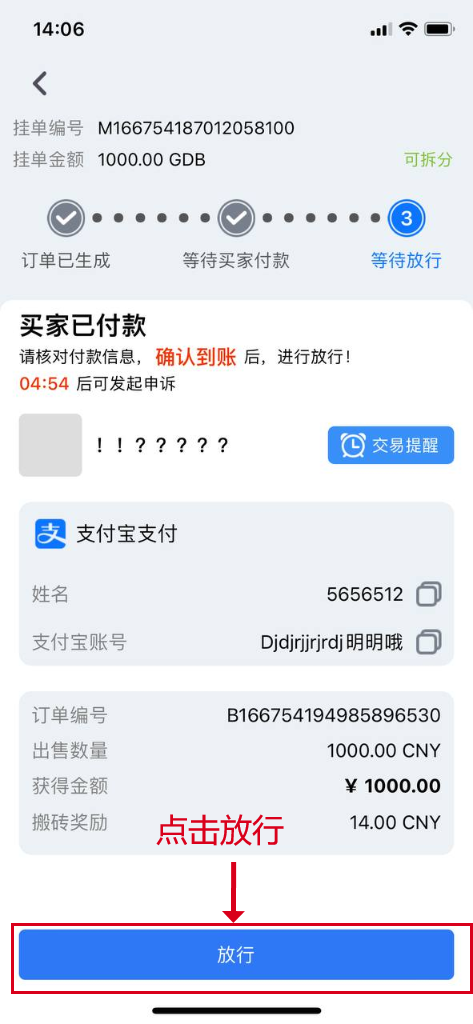 14:06
挂单编号 M166754187012058100
挂单金额 1000.00 GDB 可拆分
3
订单已生成 等待买家付款 等待放行
买家已付款
请核对付款信息，确认到账 后，进行放行！
04:54 后可发起申诉
！！？？？？？ 交易提醒
支 支付宝支付
姓名 5656512
支付宝账号 Djdjrjjrjrdj明明哦
订单编号 B166754194985896530
出售数量 1000.00 CNY
获得金额 ¥ 1000.00
搬砖奖励 14.00 CNY
点击放行
放行